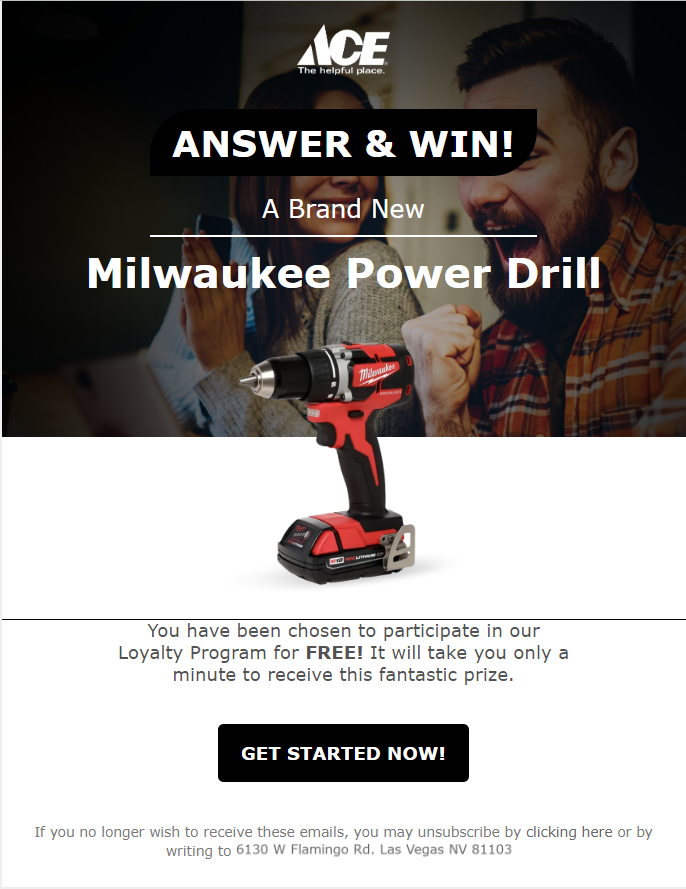 ACE
The helpful place.
ANSWER & WIN!
A Brand New
Milwaukee Power Drill
Milwaukee
You have been chosen to participate in our
Loyalty Program for FREE! It will take you only a
minute to receive this fantastic prize.
GET STARTED NOW!
If you no longer wish to receive these emails, you may unsubscribe by clicking here or by
writing to 6130 W Flamingo Rd. Las Vegas NV 81103